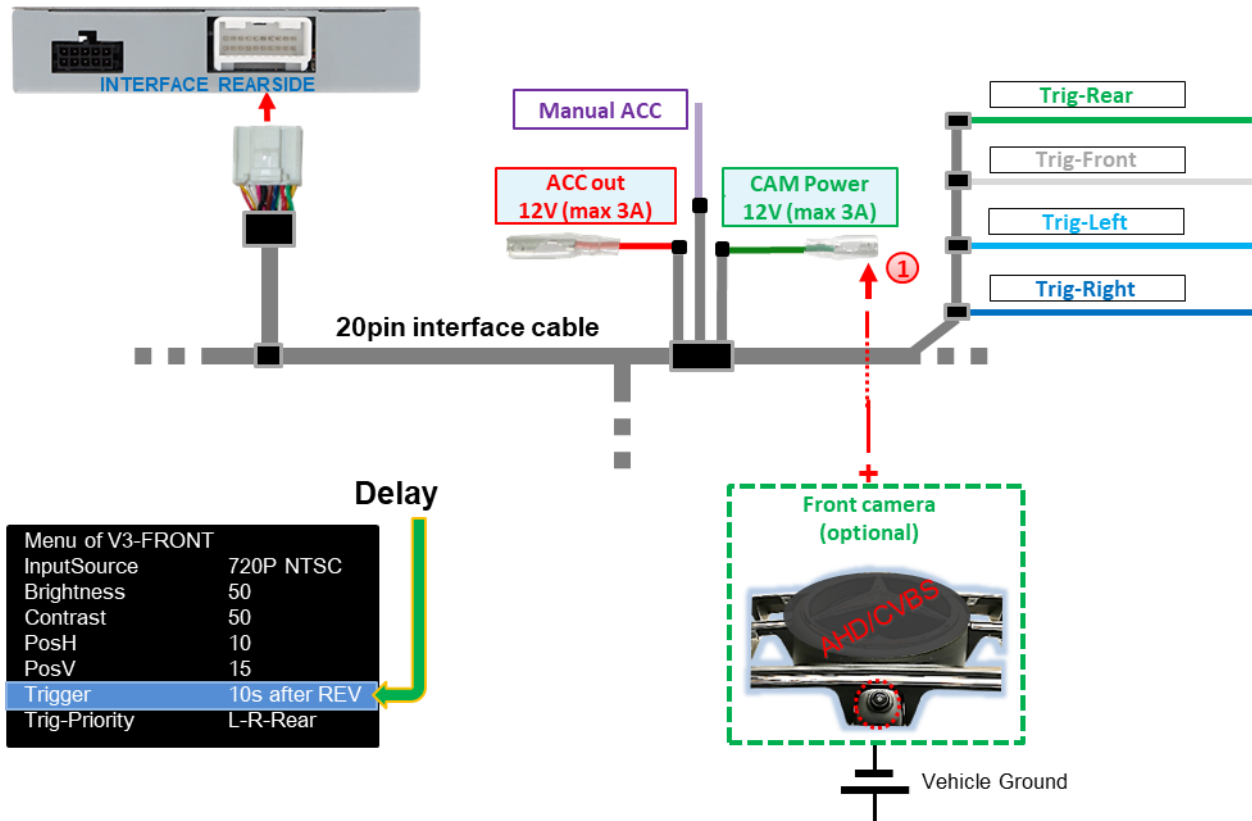 INTERFACE REARSIDE
Manual ACC
ACC out
12V (max 3A)
CAM Power
12V (max 3A)
1
Trig-Rear
Trig-Front
Trig-Left
Trig-Right
20pin interface cable
+
Delay
Menu of V3-FRONT
InputSource 720P NTSC
Brightness 50
Contrast 50
PosH 10
PosV 15
Trigger 10s after REV
Trig-Priority L-R-Rear
Front camera
(optional)
AHD/CVBS
Vehicle Ground